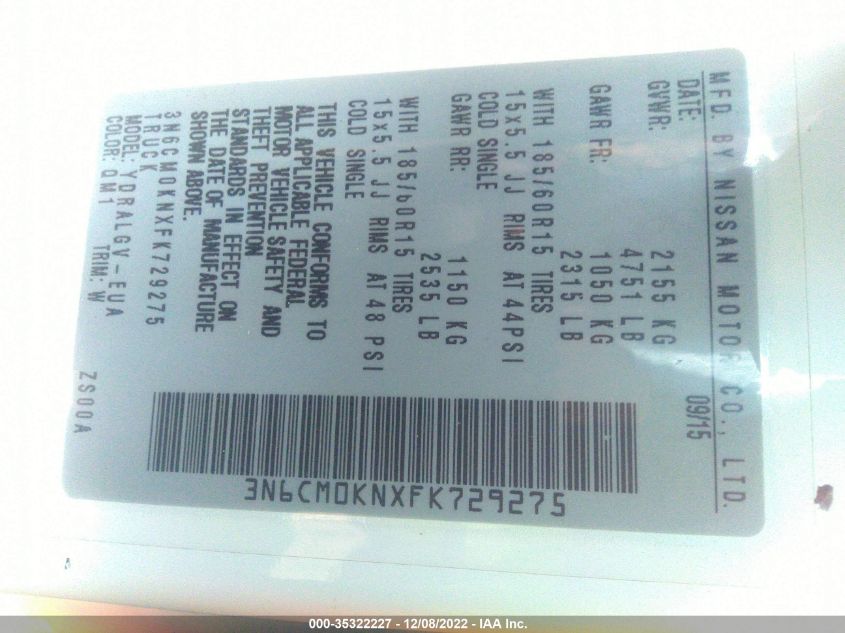 MFD. BY NISSAN MOTOR CO., LTD.
DATE: 09/15
GVWR: 2155 KG
4751 LB
GAWR FR: 1050 KG
2315 LB
WITH 185/60R15 TIRES
15x5.5 JJ RIMS AT 44PSI
COLD SINGLE
GAWR RR: 1150 KG
2535 LB
WITH 185/60R15 TIRES
15x5.5 JJ RIMS AT 48 PSI
COLD SINGLE
THIS VEHICLE CONFORMS TO
ALL APPLICABLE FEDERAL
MOTOR VEHICLE SAFETY AND
THEFT PREVENTION
STANDARDS IN EFFECT ON
THE DATE OF MANUFACTURE
SHOWN ABOVE.
3N6CM0KNXFK729275
TRUCK
MODEL: YDRALGV-EUA
COLOR: QM1 TRIM: W ZS00A
3N6CM0KNXFK729275
000-35322227 - 12/08/2022 - IAA Inc.